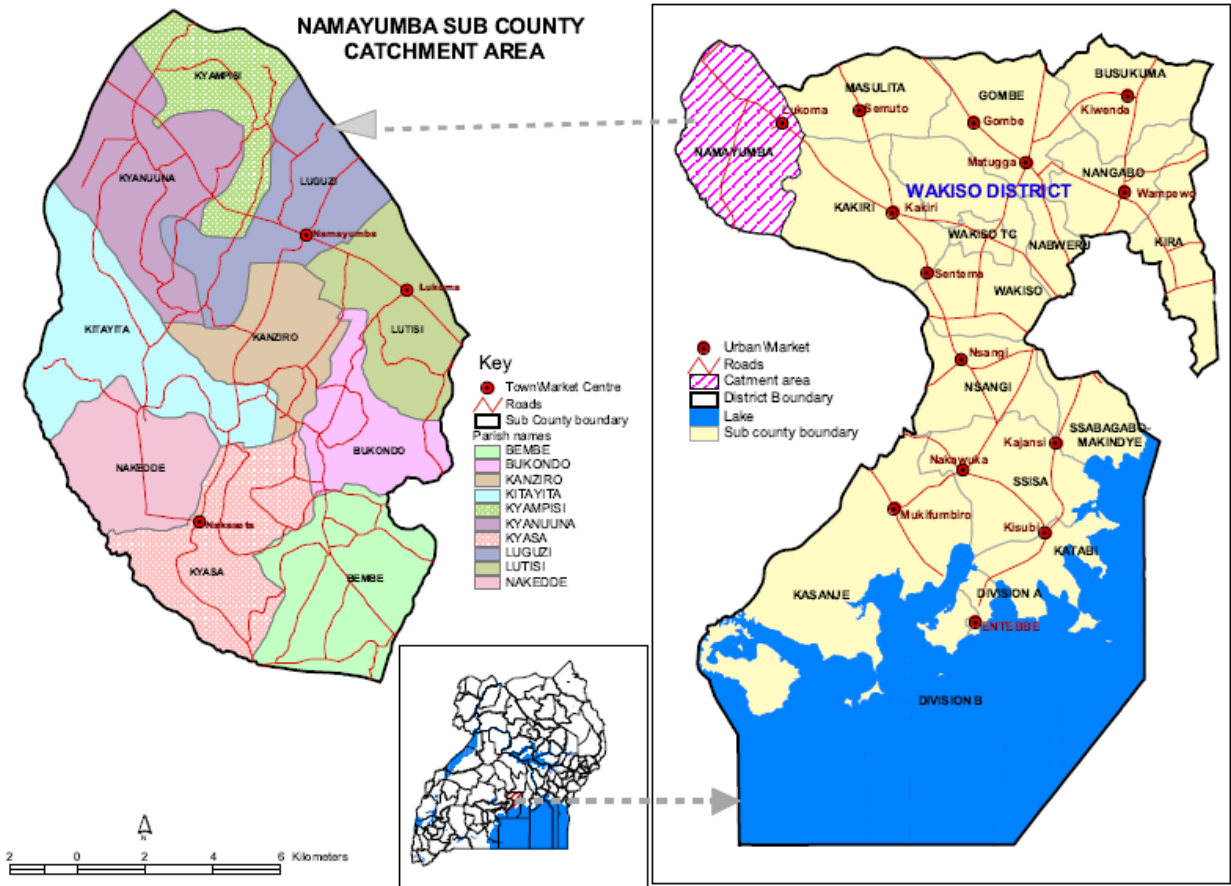 NAMAYUMBA SUB COUNTY
CATCHMENT AREA
KYAMPISI
KYANUUNA
LUGUZI
Namayumba
Lukoma
KITAYITA
KANZIRO
LUTISI
NAKEDDE
BUKONDO
Nakasata
KYASA
BEMBE
Key
Town\Market Centre
Roads
Sub County boundary
Parish names
BEMBE
BUKONDO
KANZIRO
KITAYITA
KYAMPISI
KYANUUNA
KYASA
LUGUZI
LUTISI
NAKEDDE
N
2 0 2 4 6 Kilometers
MASULITA
Lukoma
Semuto
GOMBE
Gombe
BUSUKUMA
Kiwenda
NAMAYUMBA
Matugga
NANGABO
WAKISO DISTRICT
Wampewo
KAKIRI
Kakiri
WAKISO TC
NABWERU
KIRA
Sentema
WAKISO
Urban\Market
Roads
Catment area
District Boundary
Lake
Sub county boundary
Nsangi
NSANGI
SSABAGABO-
MAKINDYE
Kajansi
Nakawuka
SSISA
Mukifumbiro
Kisubi
KATABI
KASANJE
DIVISION A
ENTEBBE
DIVISION B